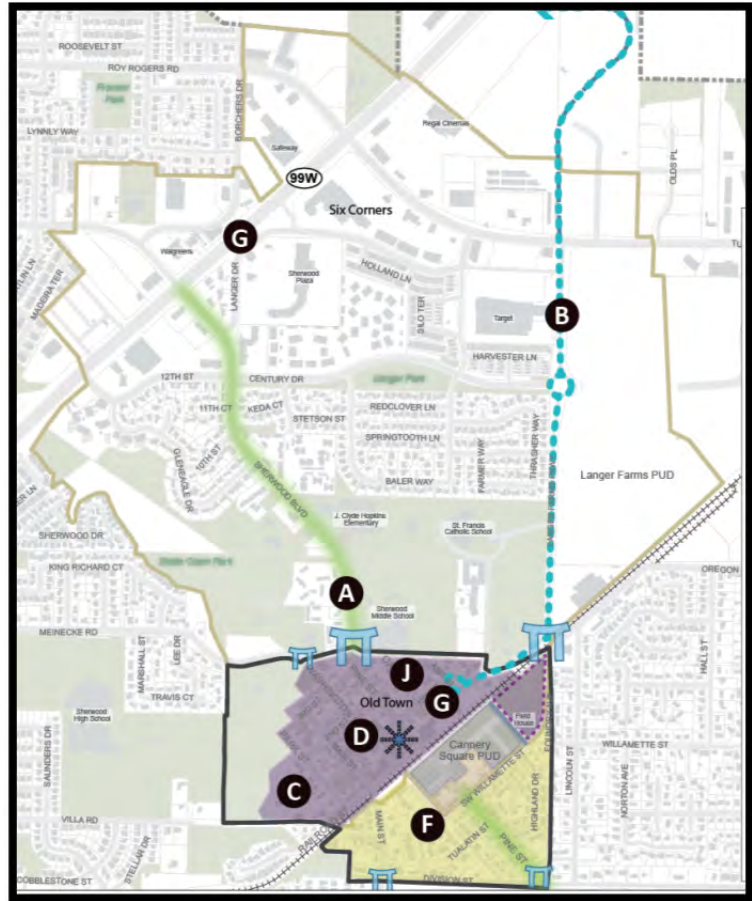 ROOSEVELT ST
ROY ROGERS RD
BORCHERS DR
LYNNLY WAY
Safeway
Regal Cinemas
OLDS PL
99W
Six Corners
G
Walgreens
LANGER DR
Sherwood
Plaza
HOLLAND LN
SILO TER
Target
B
MADEIRA TER
HARVESTER LN
12TH ST
CENTURY DR
Langer Park
11TH CT
KEDA CT
REDCLOVER LN
STETSON ST
10TH ST
SPRINGTOOTH LN
FARMER WAY
THRASHER WAY
GLENEAGLE DR
BALER WAY
Langer Farms PUD
SHERWOOD BLVD
J. Clyde Hopkins
Elementary
St. Francis
Catholic School
SHERWOOD DR
KING RICHARD CT
OREGON
A
Sherwood
Middle School
MEINECKE RD
MARSHALL ST
LEE DR
TRAVIS CT
HALL ST
J
Old Town
G
Sherwood
High School
D
Field
House
Cannery
Square PUD
SAUNDERS DR
WILLAMETTE ST
LINCOLN ST
NORTON AVE
C
SW WILLAMETTE ST
HIGHLAND DR
F
VILLA RD
STELLAR DR
MAIN ST
TUALATIN ST
PINE ST
DIVISION ST
OBBLESTONE ST